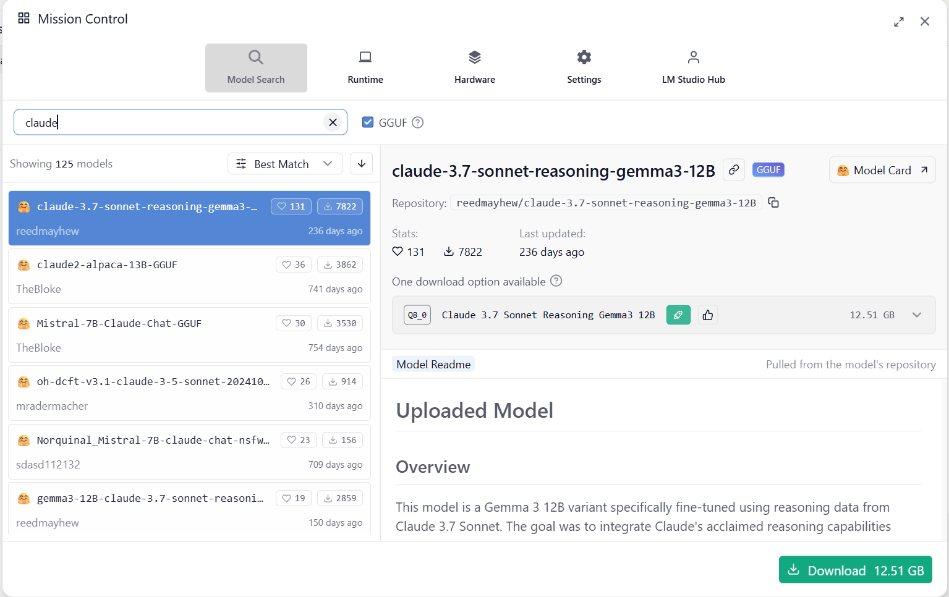 Mission Control
Model Search
Runtime
Hardware
Settings
LM Studio Hub
claude
GGUF
Showing 125 models
Best Match
claude-3.7-sonnet-reasoning-gemma3-...
131
7822
reedmayhew
236 days ago
claude2-alpaca-13B-GGUF
36
3862
TheBloke
741 days ago
Mistral-7B-Claude-Chat-GGUF
30
3530
TheBloke
754 days ago
oh-dcft-v3.1-claude-3-5-sonnet-202410...
26
914
mradermacher
310 days ago
Norquinal_Mistral-7B-claude-chat-nsfw...
23
156
sdasd112132
709 days ago
gemma3-12B-claude-3.7-sonnet-reasoni...
19
2859
reedmayhew
150 days ago
claude-3.7-sonnet-reasoning-gemma3-12B
GGUF
Model Card
Repository: reedmayhew/claude-3.7-sonnet-reasoning-gemma3-12B
Stats:
Last updated:
131
7822
236 days ago
One download option available
Q8_0
Claude 3.7 Sonnet Reasoning Gemma3 12B
12.51 GB
Model Readme
Pulled from the model's repository
Uploaded Model
Overview
This model is a Gemma 3 12B variant specifically fine-tuned using reasoning data from
Claude 3.7 Sonnet. The goal was to integrate Claude's acclaimed reasoning capabilities
Download 12.51 GB